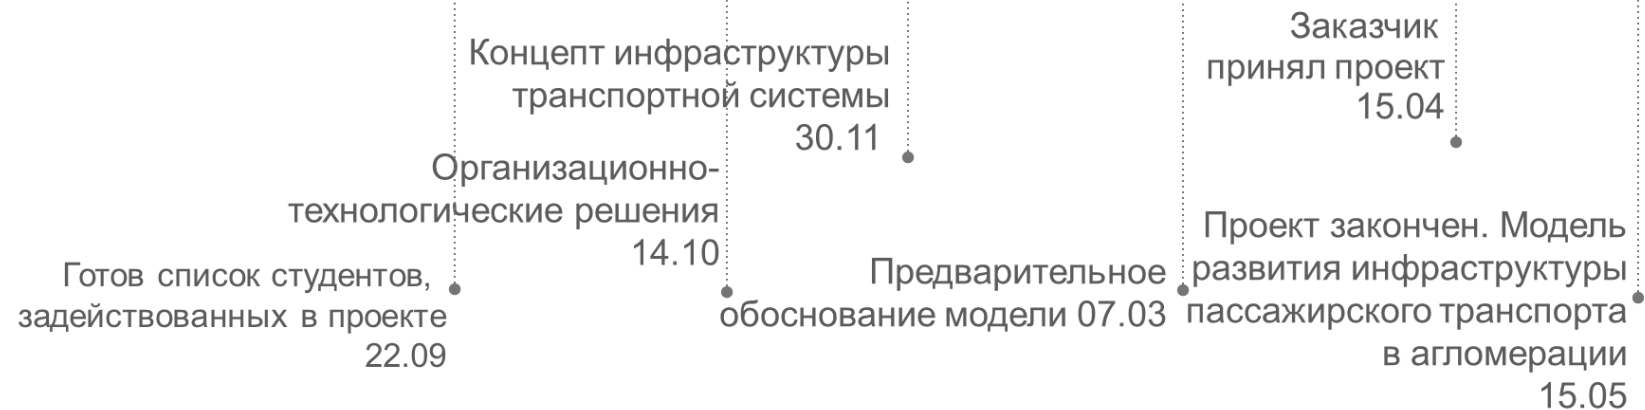 Готов список студентов,
задействованных в проекте
22.09
Организационно-
технологические решения
14.10
Концепт инфраструктуры
транспортной системы
30.11
Предварительное
обоснование модели 07.03
Заказчик
принял проект
15.04
Проект закончен. Модель
развития инфраструктуры
пассажирского транспорта
в агломерации
15.05